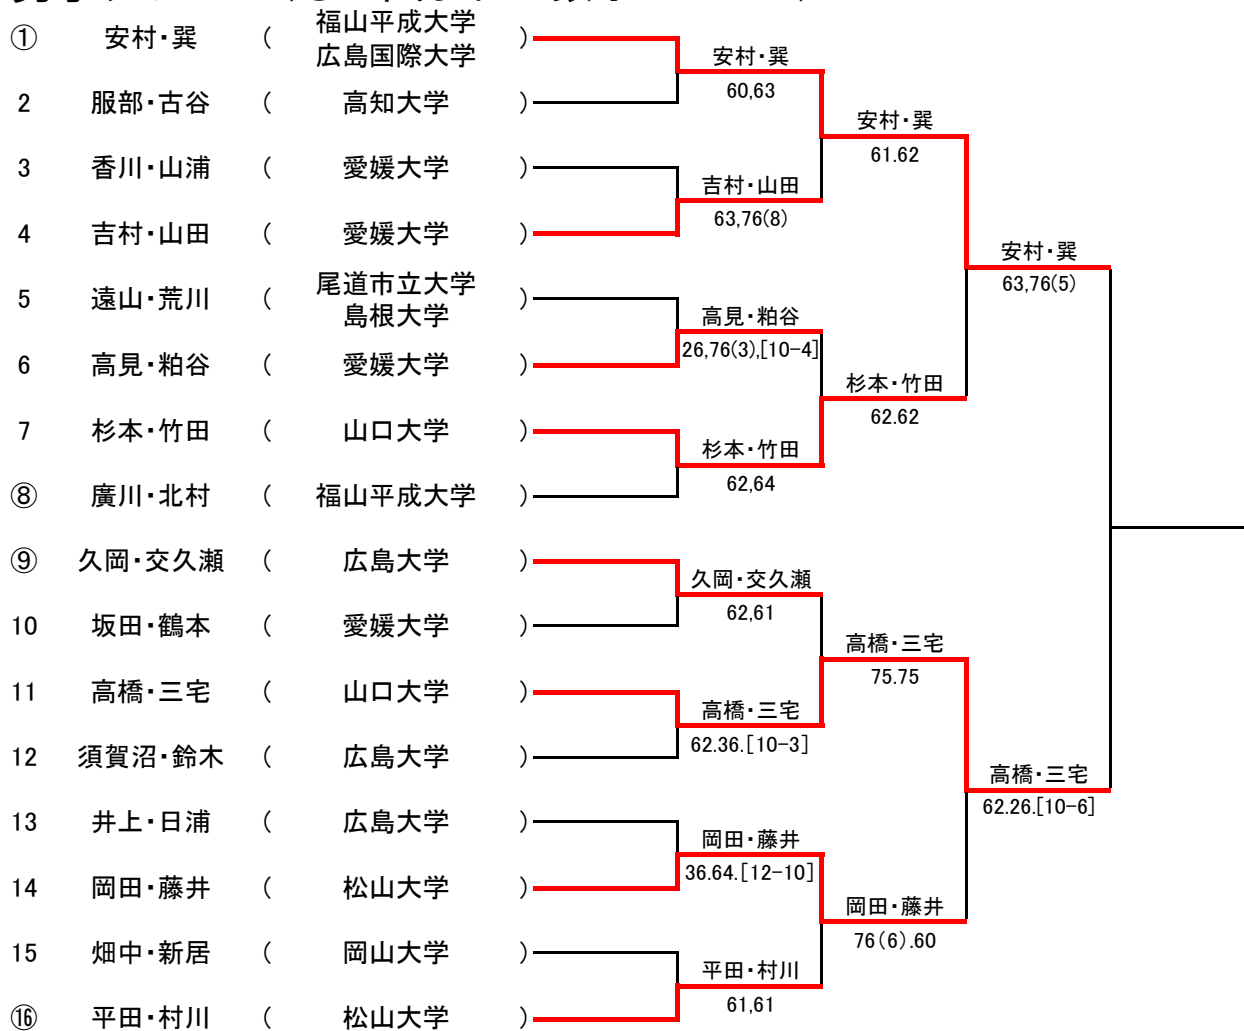 ① 安村・巽 ( 福山平成大学 広島国際大学 )
2 服部・古谷 ( 高知大学 )
3 香川・山浦 ( 愛媛大学 )
4 吉村・山田 ( 愛媛大学 )
5 遠山・荒川 ( 尾道市立大学 島根大学 )
6 高見・粕谷 ( 愛媛大学 )
7 杉本・竹田 ( 山口大学 )
⑧ 廣川・北村 ( 福山平成大学 )
⑨ 久岡・交久瀬 ( 広島大学 )
10 坂田・鶴本 ( 愛媛大学 )
11 高橋・三宅 ( 山口大学 )
12 須賀沼・鈴木 ( 広島大学 )
13 井上・日浦 ( 広島大学 )
14 岡田・藤井 ( 松山大学 )
15 畑中・新居 ( 岡山大学 )
⑯ 平田・村川 ( 松山大学 )
安村・巽
60,63
吉村・山田
63,76(8)
高見・粕谷
26,76(3),[10-4]
杉本・竹田
62,64
久岡・交久瀬
62,61
高橋・三宅
62.36.[10-3]
岡田・藤井
36.64.[12-10]
平田・村川
61,61
安村・巽
61.62
杉本・竹田
62.62
高橋・三宅
75.75
岡田・藤井
76(6).60
安村・巽
63,76(5)
高橋・三宅
62.26.[10-6]